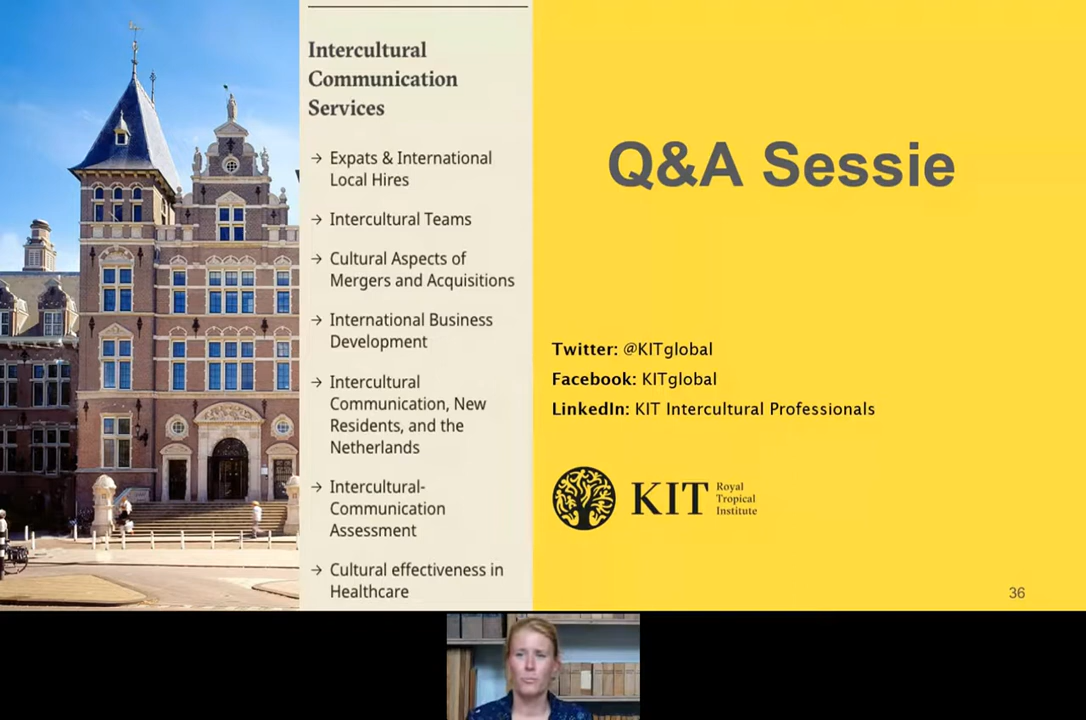 Intercultural
Communication
Services
→ Expats & International
Local Hires
→ Intercultural Teams
→ Cultural Aspects of
Mergers and Acquisitions
→ International Business
Development
→ Intercultural
Communication, New
Residents, and the
Netherlands
→ Intercultural-
Communication
Assessment
→ Cultural effectiveness in
Healthcare
Q&A Sessie
Twitter: @KITglobal
Facebook: KITglobal
LinkedIn: KIT Intercultural Professionals
KIT Royal
Tropical
Institute
36